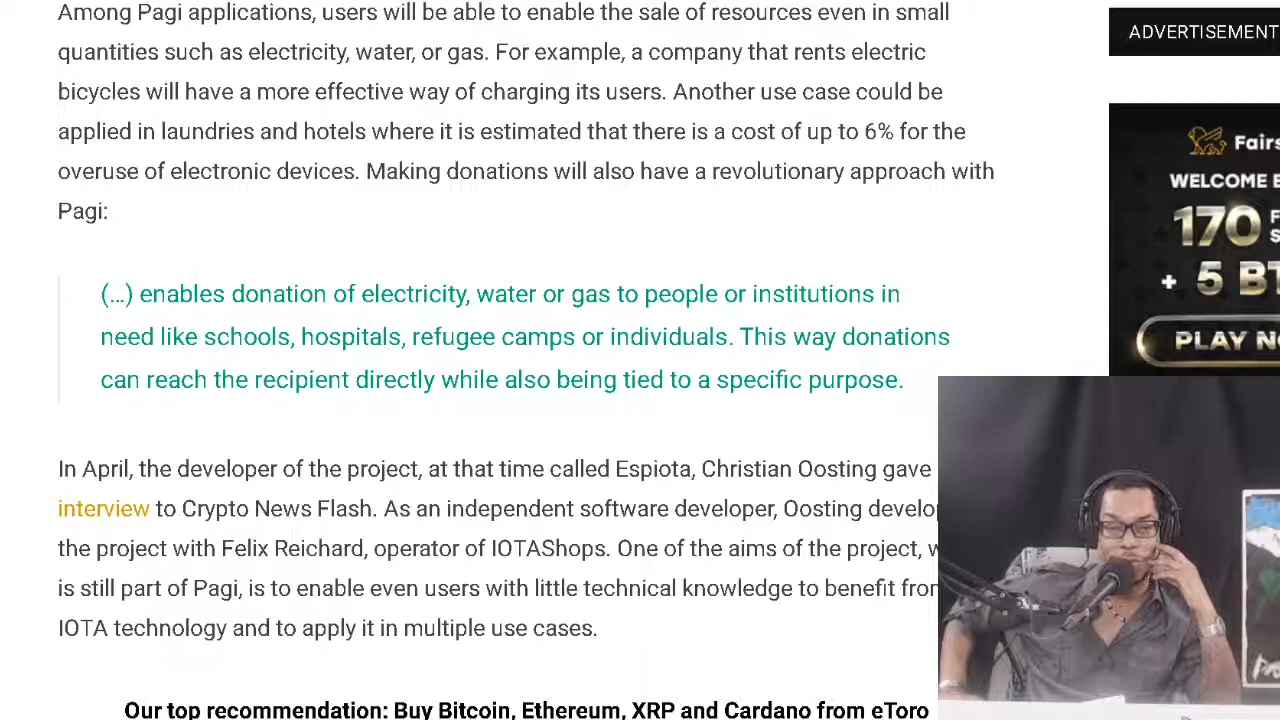 Among Pagi applications, users will be able to enable the sale of resources even in small
quantities such as electricity, water, or gas. For example, a company that rents electric
bicycles will have a more effective way of charging its users. Another use case could be
applied in laundries and hotels where it is estimated that there is a cost of up to 6% for the
overuse of electronic devices. Making donations will also have a revolutionary approach with
Pagi:
(...) enables donation of electricity, water or gas to people or institutions in
need like schools, hospitals, refugee camps or individuals. This way donations
can reach the recipient directly while also being tied to a specific purpose.
In April, the developer of the project, at that time called Espiota, Christian Oosting gave
interview to Crypto News Flash. As an independent software developer, Oosting
the project with Felix Reichard, operator of IOTAShops. One of the aims of the project,
is still part of Pagi, is to enable even users with little technical knowledge to benefit
IOTA technology and to apply it in multiple use cases.
Our top recommendation: Buy Bitcoin, Ethereum, XRP and Cardano from eToro
ADVERTISEMENT
WELCOME
170
+ 5
PLAY